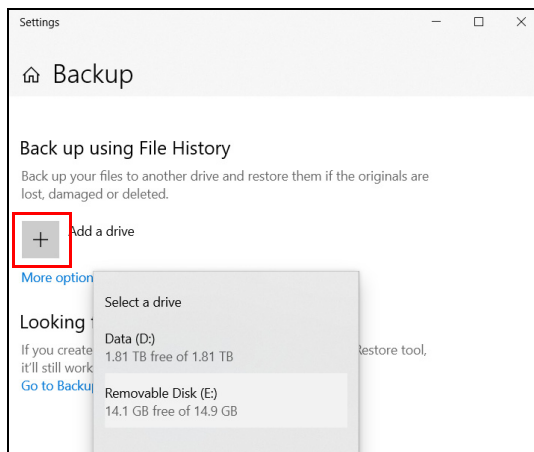 Settings
Backup
Back up using File History
Back up your files to another drive and restore them if the originals are
lost, damaged or deleted.
Add a drive
More option
Select a drive
Looking
Data (D:)
1.81 TB free of 1.81 TB
If you create
Restore tool,
it'll still work
Go to Backu
Removable Disk (E:)
14.1 GB free of 14.9 GB